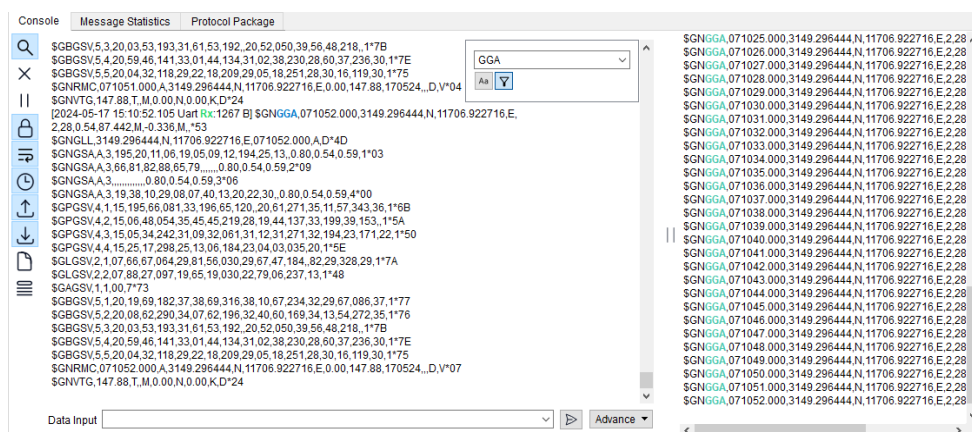 Console Message Statistics Protocol Package
$GBGSV,5,3,20,03,53,193,31,61,53,192,,20,52,050,39,56,48,218,,1*7B
$GBGSV,5,4,20,59,46,141,33,01,44,134,31,02,38,230,28,60,37,236,30,1*7E
$GBGSV,5,5,20,04,32,118,29,22,18,209,29,05,18,251,28,30,16,119,30,1*75
$GNRMC,071051.000,A,3149.296444,N,11706.922716,E,0.00,147.88,170524,,,D,V*04
$GNVTG,147.88,T,,M,0.00,N,0.00,K,D*24
[2024-05-17 15:10:52.105 Uart Rx:1267 B] $GNGGA,071052.000,3149.296444,N,11706.922716,E,
2,28,0.54,87.442,M,-0.336,M,,*53
$GNGLL,3149.296444,N,11706.922716,E,071052.000,A,D*4D
$GNGSA,A,3,195,20,11,06,19,05,09,12,194,25,13,,0.80,0.54,0.59,1*03
$GNGSA,A,3,66,81,82,88,65,79,,,,,,,0.80,0.54,0.59,2*09
$GNGSA,A,3,,,,,,,,,,,,,0.80,0.54,0.59,3*06
$GNGSA,A,3,19,38,10,29,08,07,40,13,20,22,30,,0.80,0.54,0.59,4*00
$GPGSV,4,1,15,195,66,081,33,196,65,120,,20,61,271,35,11,57,343,36,1*6B
$GPGSV,4,2,15,06,48,054,35,45,45,219,28,19,44,137,33,199,39,153,,1*5A
$GPGSV,4,3,15,05,34,242,31,09,32,061,31,12,31,271,32,194,23,171,22,1*50
$GPGSV,4,4,15,25,17,298,25,13,06,184,23,04,03,035,20,1*5E
$GLGSV,2,1,07,66,67,064,29,81,56,030,29,67,47,184,,82,29,328,29,1*7A
$GLGSV,2,2,07,88,27,097,19,65,19,030,22,79,06,237,13,1*48
$GAGSV,1,1,00,7*73
$GBGSV,5,1,20,19,69,182,37,38,69,316,38,10,67,234,32,29,67,086,37,1*77
$GBGSV,5,2,20,08,62,290,34,07,62,196,32,40,60,169,34,13,54,272,35,1*76
$GBGSV,5,3,20,03,53,193,31,61,53,192,,20,52,050,39,56,48,218,,1*7B
$GBGSV,5,4,20,59,46,141,33,01,44,134,31,02,38,230,28,60,37,236,30,1*7E
$GBGSV,5,5,20,04,32,118,29,22,18,209,29,05,18,251,28,30,16,119,30,1*75
$GNRMC,071052.000,A,3149.296444,N,11706.922716,E,0.00,147.88,170524,,,D,V*07
$GNVTG,147.88,T,,M,0.00,N,0.00,K,D*24
GGA
Aa
Data Input
Advance
$GNGGA,071025.000,3149.296444,N,11706.922716,E,2,28
$GNGGA,071026.000,3149.296444,N,11706.922716,E,2,28
$GNGGA,071027.000,3149.296444,N,11706.922716,E,2,28
$GNGGA,071028.000,3149.296444,N,11706.922716,E,2,28
$GNGGA,071029.000,3149.296444,N,11706.922716,E,2,28
$GNGGA,071030.000,3149.296444,N,11706.922716,E,2,28
$GNGGA,071031.000,3149.296444,N,11706.922716,E,2,28
$GNGGA,071032.000,3149.296444,N,11706.922716,E,2,28
$GNGGA,071033.000,3149.296444,N,11706.922716,E,2,28
$GNGGA,071034.000,3149.296444,N,11706.922716,E,2,28
$GNGGA,071035.000,3149.296444,N,11706.922716,E,2,28
$GNGGA,071036.000,3149.296444,N,11706.922716,E,2,28
$GNGGA,071037.000,3149.296444,N,11706.922716,E,2,28
$GNGGA,071038.000,3149.296444,N,11706.922716,E,2,28
$GNGGA,071039.000,3149.296444,N,11706.922716,E,2,28
$GNGGA,071040.000,3149.296444,N,11706.922716,E,2,28
$GNGGA,071041.000,3149.296444,N,11706.922716,E,2,28
$GNGGA,071042.000,3149.296444,N,11706.922716,E,2,28
$GNGGA,071043.000,3149.296444,N,11706.922716,E,2,28
$GNGGA,071044.000,3149.296444,N,11706.922716,E,2,28
$GNGGA,071045.000,3149.296444,N,11706.922716,E,2,28
$GNGGA,071046.000,3149.296444,N,11706.922716,E,2,28
$GNGGA,071047.000,3149.296444,N,11706.922716,E,2,28
$GNGGA,071048.000,3149.296444,N,11706.922716,E,2,28
$GNGGA,071049.000,3149.296444,N,11706.922716,E,2,28
$GNGGA,071050.000,3149.296444,N,11706.922716,E,2,28
$GNGGA,071051.000,3149.296444,N,11706.922716,E,2,28
$GNGGA,071052.000,3149.296444,N,11706.922716,E,2,28